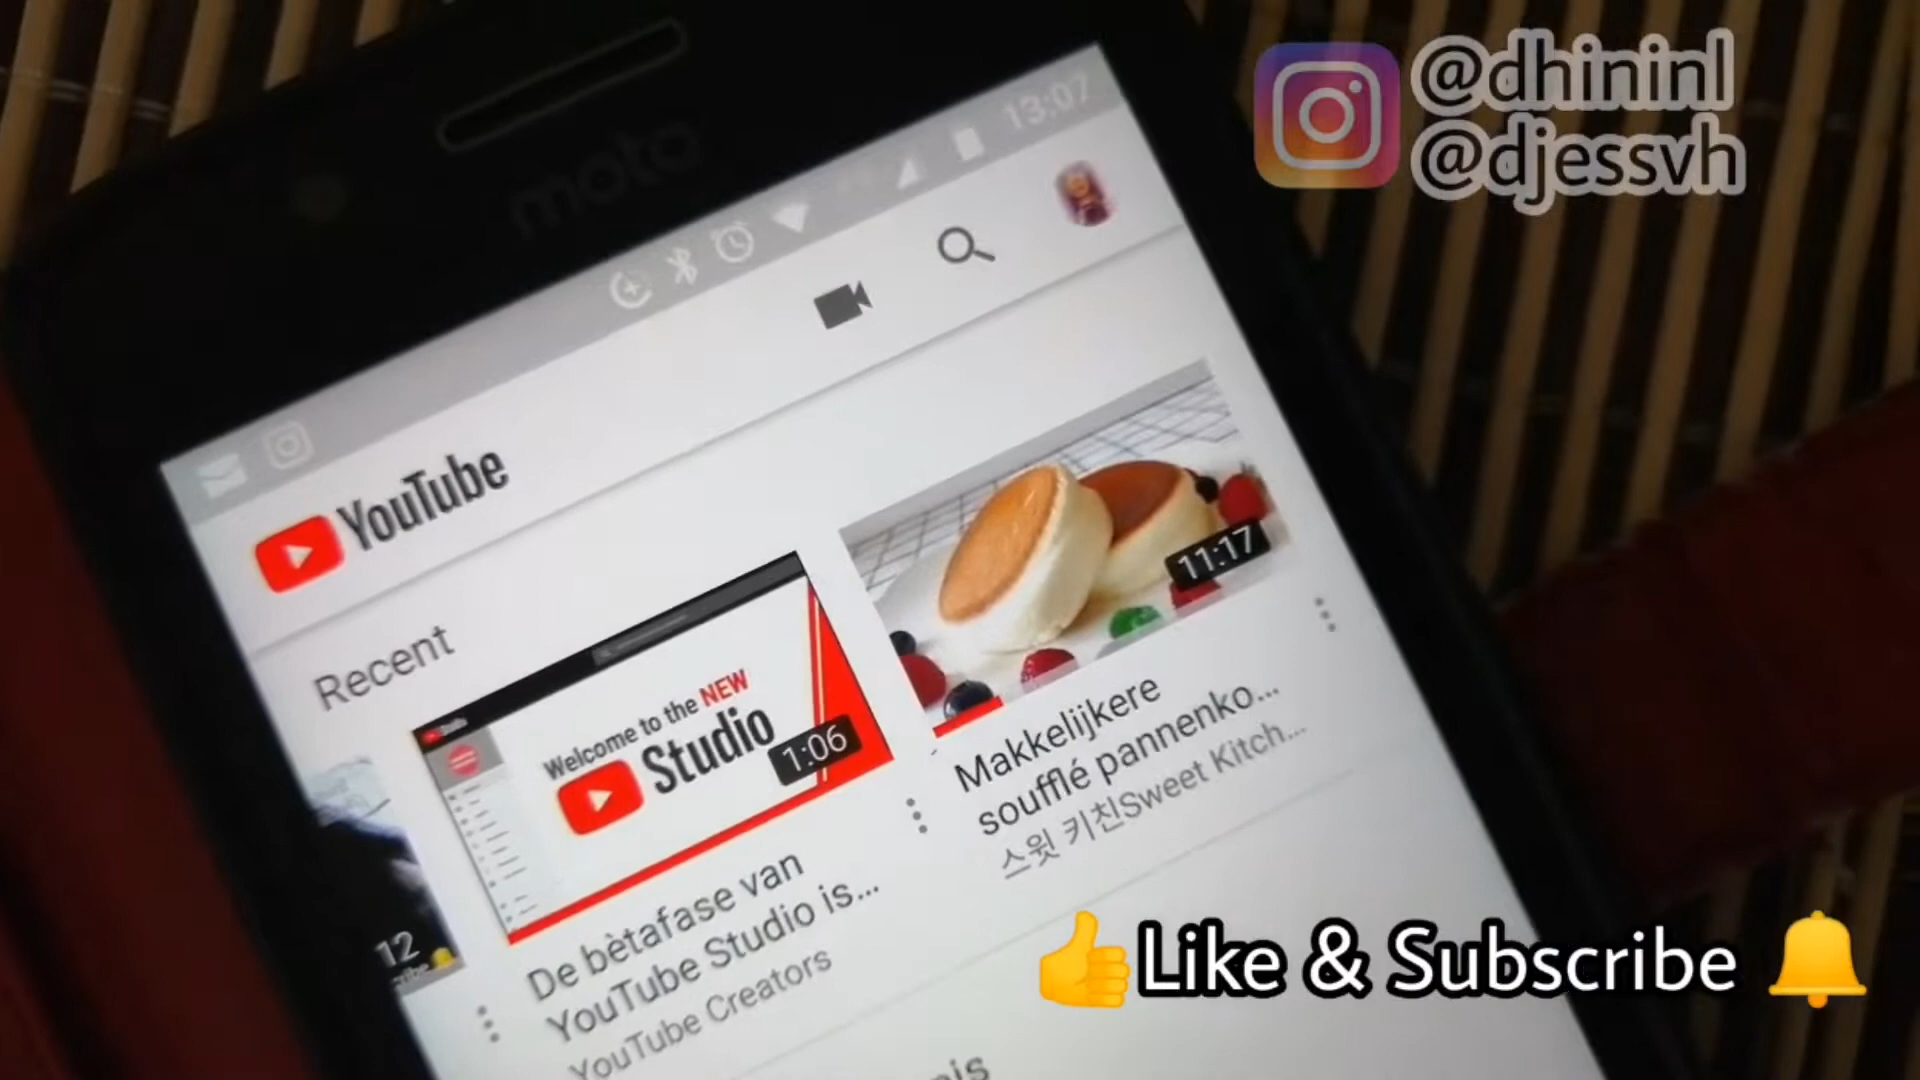 @dhininl
@djessvh
moto
13:07
YouTube
Recent
11:17
Welcome to the NEW
Studio
1:06
Makkelijkere
soufflé pannenko...
스윗 키친Sweet Kitch...
De bètafase van
YouTube Studio is...
YouTube Creators
12
Like & Subscribe